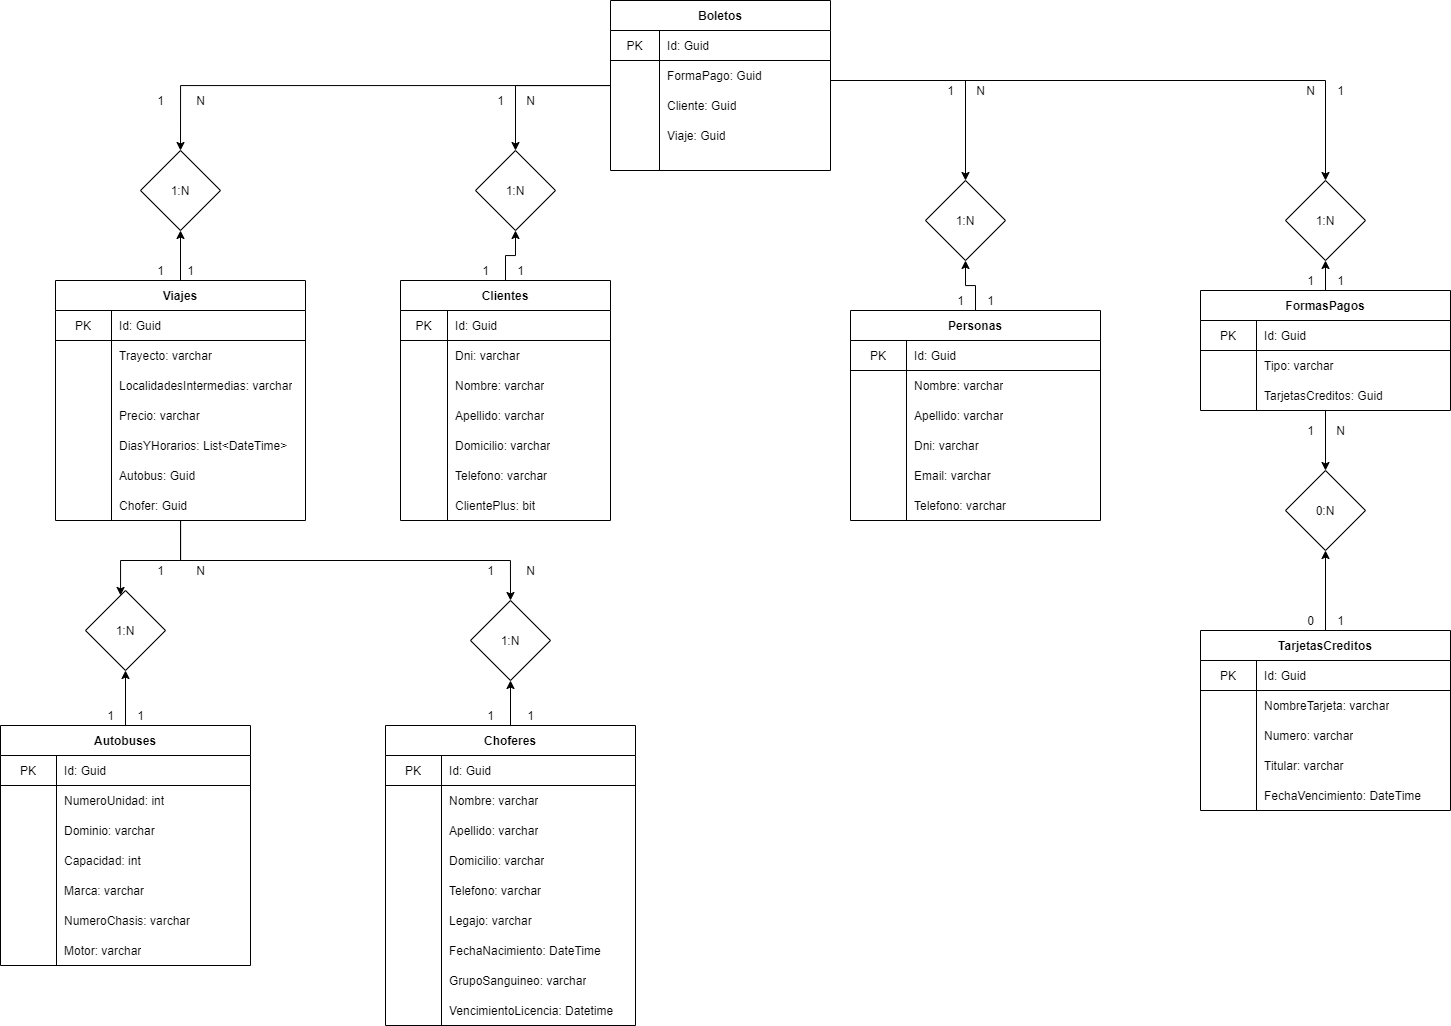 Boletos
PK Id: Guid
FormaPago: Guid
Cliente: Guid
Viaje: Guid
1 N
1 N
1 N
N 1
1:N
1:N
1:N
1:N
1 1
1 1
1 1
1 1
Viajes
PK Id: Guid
Trayecto: varchar
LocalidadesIntermedias: varchar
Precio: varchar
DiasYHorarios: List<DateTime>
Autobus: Guid
Chofer: Guid
Clientes
PK Id: Guid
Dni: varchar
Nombre: varchar
Apellido: varchar
Domicilio: varchar
Telefono: varchar
ClientePlus: bit
Personas
PK Id: Guid
Nombre: varchar
Apellido: varchar
Dni: varchar
Email: varchar
Telefono: varchar
FormasPagos
PK Id: Guid
Tipo: varchar
TarjetasCreditos: Guid
1 N
0:N
0 1
1 N
1 N
1:N
1:N
1 1
1 1
Autobuses
PK Id: Guid
NumeroUnidad: int
Dominio: varchar
Capacidad: int
Marca: varchar
NumeroChasis: varchar
Motor: varchar
Choferes
PK Id: Guid
Nombre: varchar
Apellido: varchar
Domicilio: varchar
Telefono: varchar
Legajo: varchar
FechaNacimiento: DateTime
GrupoSanguineo: varchar
VencimientoLicencia: Datetime
TarjetasCreditos
PK Id: Guid
NombreTarjeta: varchar
Numero: varchar
Titular: varchar
FechaVencimiento: DateTime